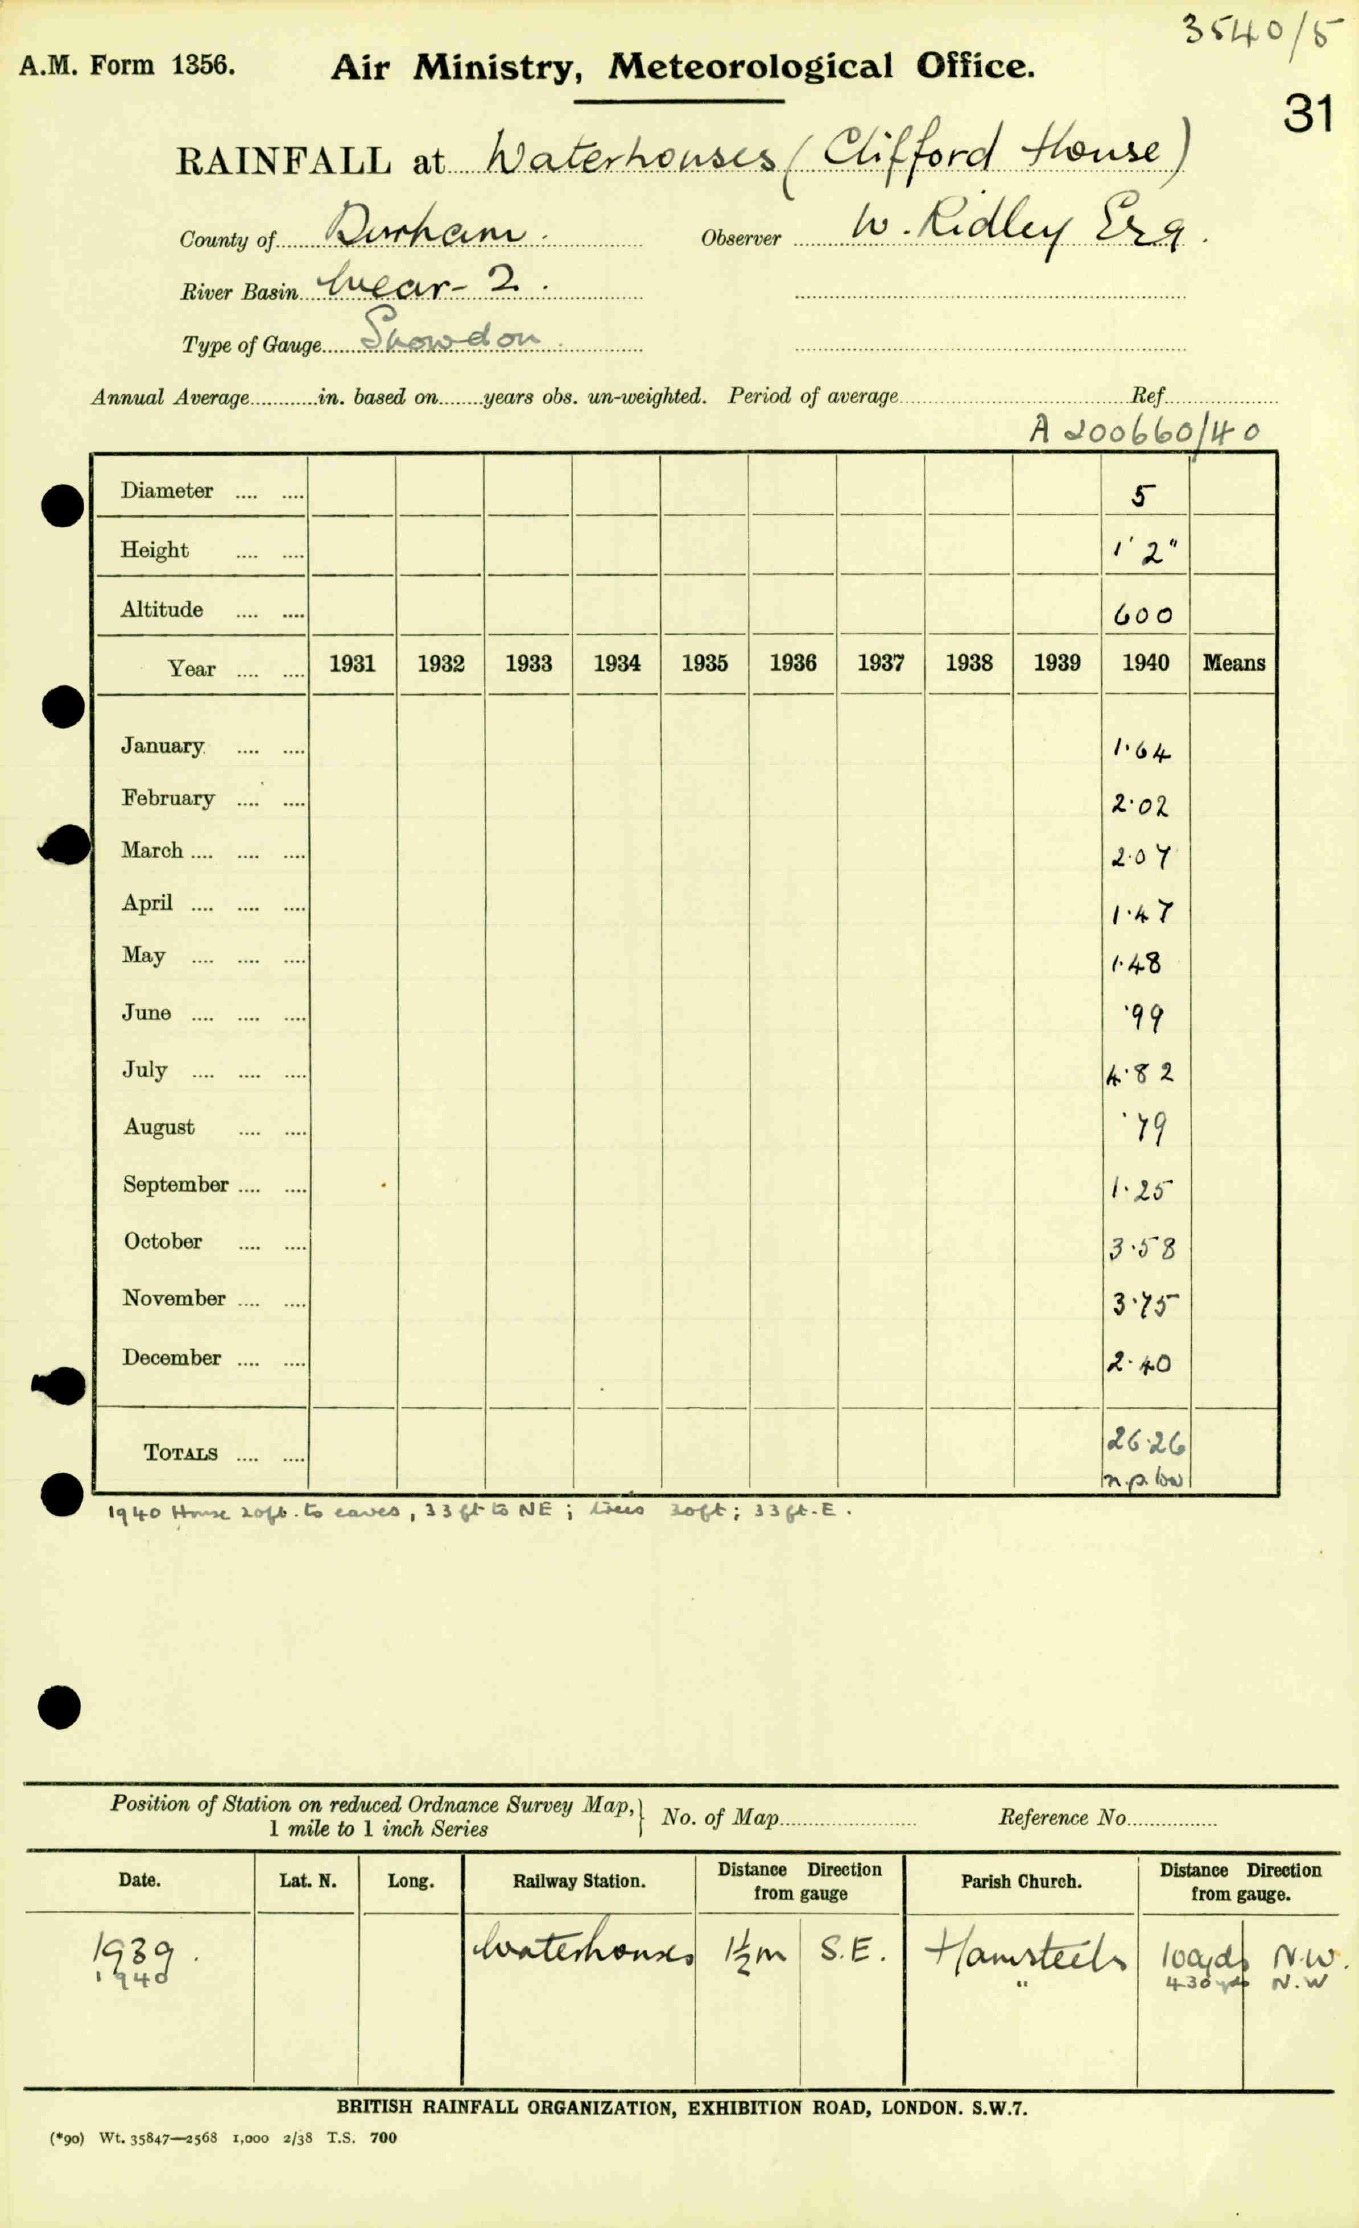 3540/5
A.M. Form 1356. Air Ministry, Meteorological Office.
31
RAINFALL at Waterhouses (Clifford House)
County of Durham. Observer W. Ridley Esq.
River Basin Wear - 2.
Type of Gauge Snowdon
Annual Average............in. based on.......years obs. un-weighted. Period of average.................... Ref..................
A 200660/40
Diameter .... .... 5
Height .... .... 1' 2"
Altitude .... .... 600
Year .... .... 1931 1932 1933 1934 1935 1936 1937 1938 1939 1940 Means
January .... .... 1·64
February .... .... 2·02
March .... .... .... 2·07
April .... .... .... 1·47
May .... .... .... 1·48
June .... .... .... ·99
July .... .... .... 4·82
August .... .... ·79
September .... .... 1·25
October .... .... 3·58
November .... .... 3·75
December .... .... 2·40
TOTALS .... .... 26·26
n.p. low
1940 House 20ft. to eaves, 33 ft to NE; trees 30ft; 33ft. E.
Position of Station on reduced Ordnance Survey Map, 1 mile to 1 inch Series } No. of Map........................ Reference No................
Date. Lat. N. Long. Railway Station. Distance Direction from gauge Parish Church. Distance Direction from gauge.
1939. Waterhouses 1½m S.E. Hamsteels 100yds N.W.
1940 " 430yds N.W
BRITISH RAINFALL ORGANIZATION, EXHIBITION ROAD, LONDON. S.W.7.
(*90) Wt. 35847—2568 1,000 2/38 T.S. 700